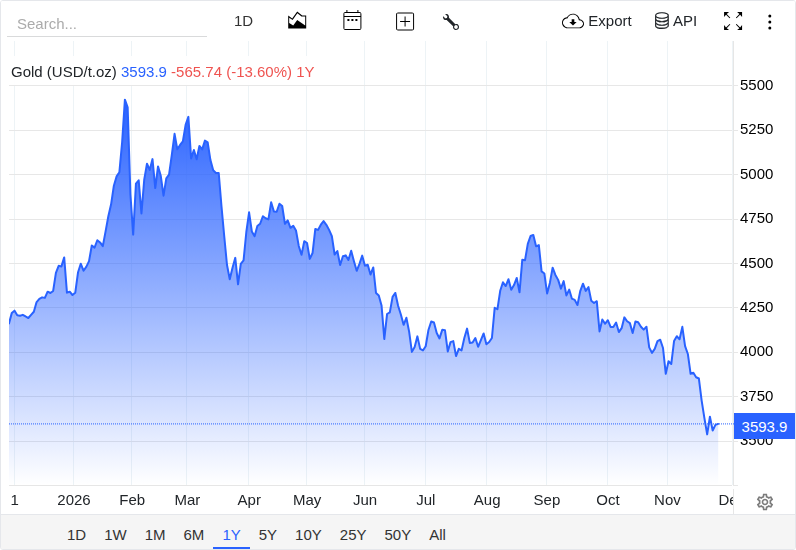 Search...
1D
Export
API
Gold (USD/t.oz) 3593.9 -565.74 (-13.60%) 1Y
5500
5250
5000
4750
4500
4250
4000
3750
3593.9
3500
1 2026 Feb Mar Apr May Jun Jul Aug Sep Oct Nov
1D 1W 1M 6M 1Y 5Y 10Y 25Y 50Y All